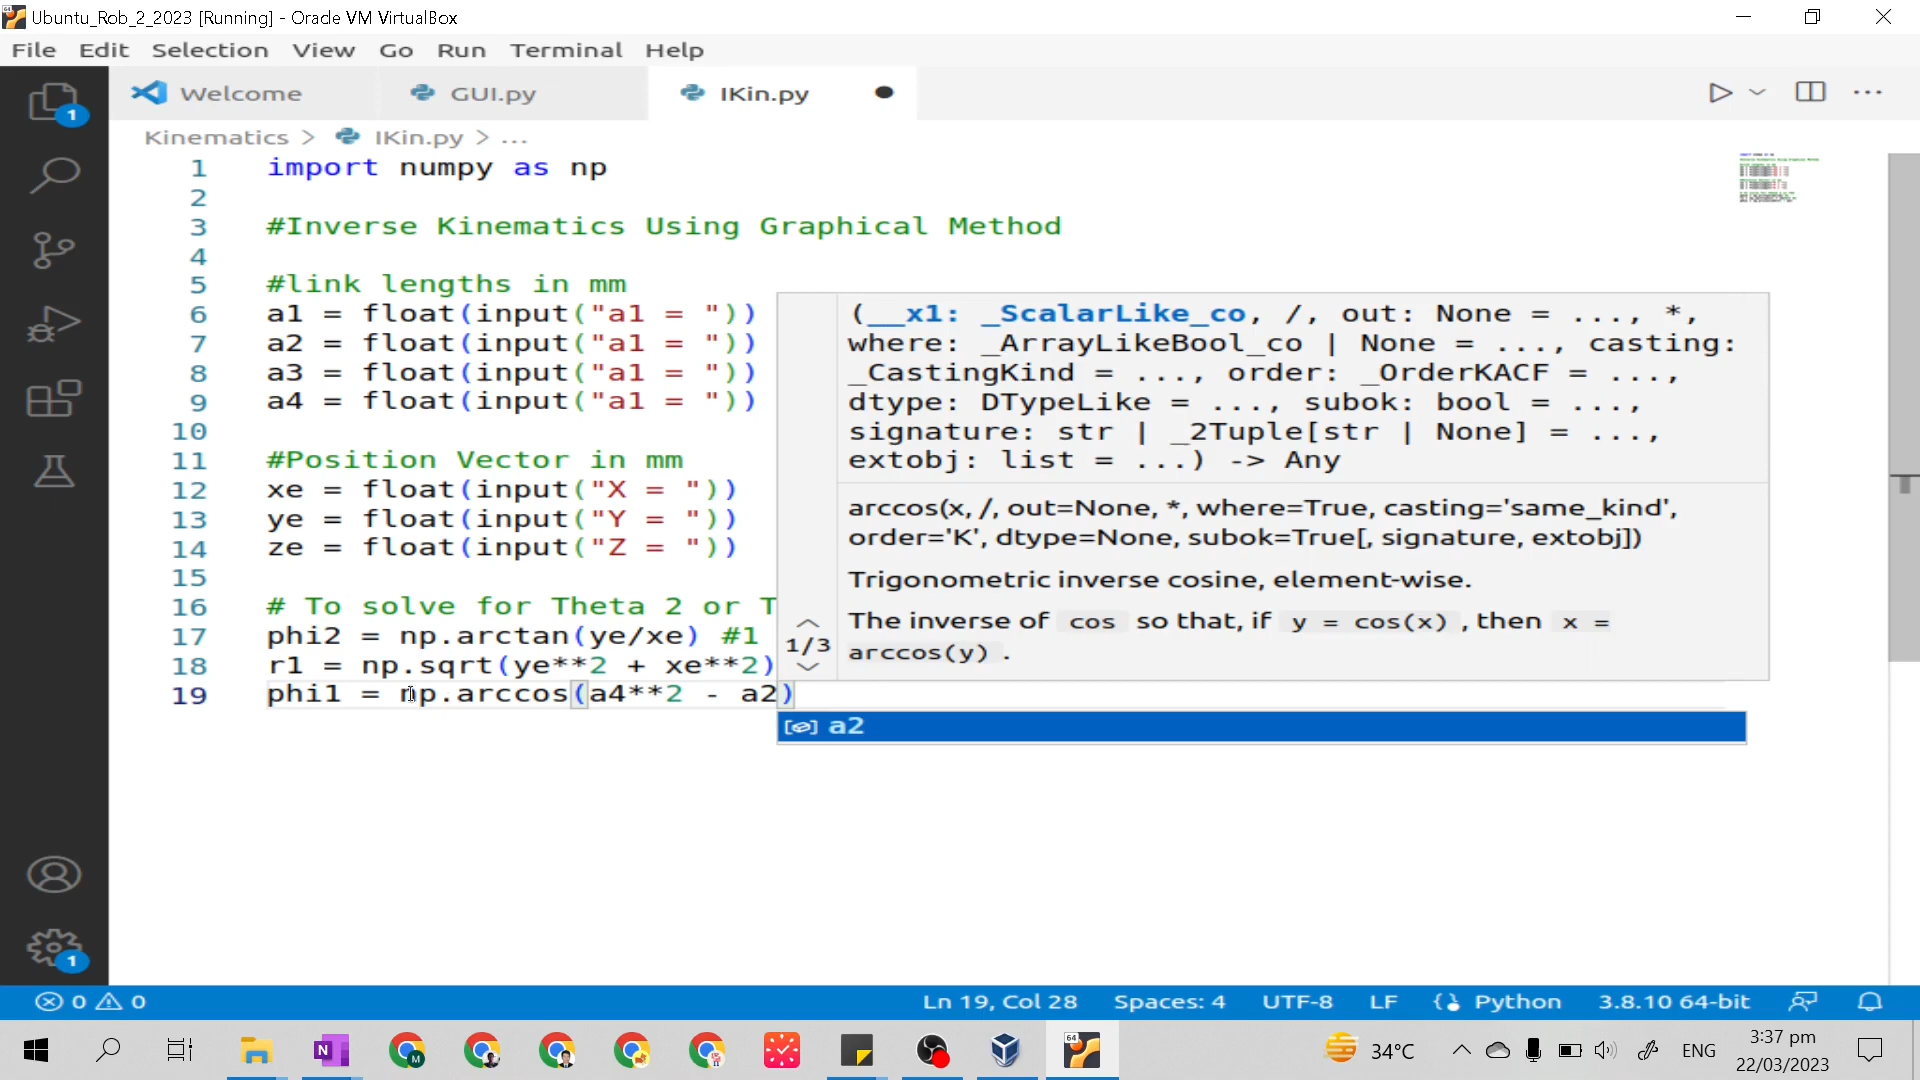 Ubuntu_Rob_2_2023 [Running] - Oracle VM VirtualBox
File Edit Selection View Go Run Terminal Help
Welcome GUI.py IKin.py
Kinematics > IKin.py > ...
1 import numpy as np
2
3 #Inverse Kinematics Using Graphical Method
4
5 #link lengths in mm
6 a1 = float(input("a1 = "))
7 a2 = float(input("a1 = "))
8 a3 = float(input("a1 = "))
9 a4 = float(input("a1 = "))
10
11 #Position Vector in mm
12 xe = float(input("X = "))
13 ye = float(input("Y = "))
14 ze = float(input("Z = "))
15
16 # To solve for Theta 2 or T
17 phi2 = np.arctan(ye/xe) #1
18 r1 = np.sqrt(ye**2 + xe**2)
19 phi1 = np.arccos(a4**2 - a2)
(__x1: _ScalarLike_co, /, out: None = ..., *,
where: _ArrayLikeBool_co | None = ..., casting:
_CastingKind = ..., order: _OrderKACF = ...,
dtype: DTypeLike = ..., subok: bool = ...,
signature: str | _2Tuple[str | None] = ...,
extobj: list = ...) -> Any
arccos(x, /, out=None, *, where=True, casting='same_kind',
order='K', dtype=None, subok=True[, signature, extobj])
Trigonometric inverse cosine, element-wise.
The inverse of cos so that, if y = cos(x) , then x =
arccos(y) .
1/3
a2
1
1
0 0 Ln 19, Col 28 Spaces: 4 UTF-8 LF Python 3.8.10 64-bit
34°C ENG 3:37 pm
22/03/2023